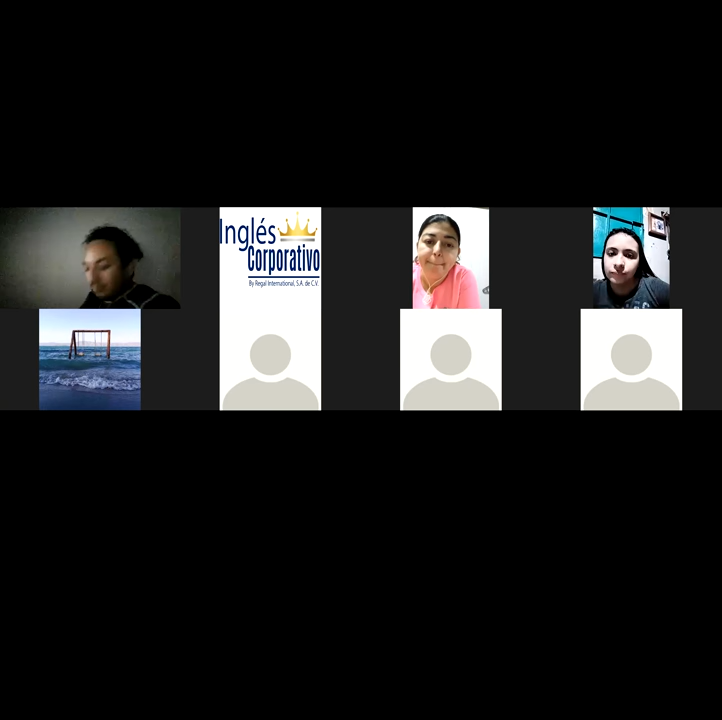 Inglés
Corporativo
By Regal International, S.A. de C.V.